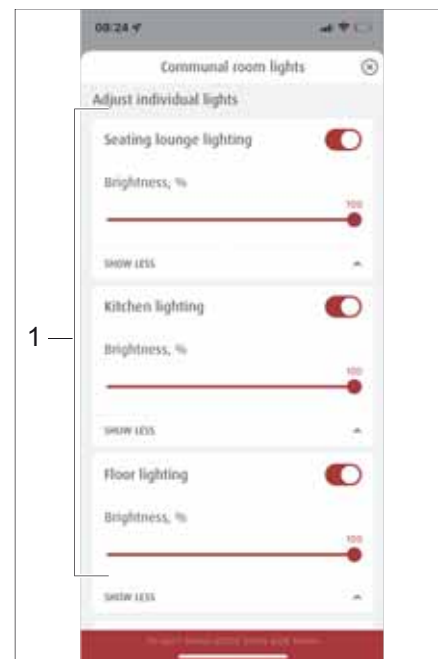 08:24
Communal room lights
Adjust individual lights
Seating lounge lighting
Brightness, %
100
SHOW LESS
Kitchen lighting
Brightness, %
100
SHOW LESS
1
Floor lighting
Brightness, %
100
SHOW LESS